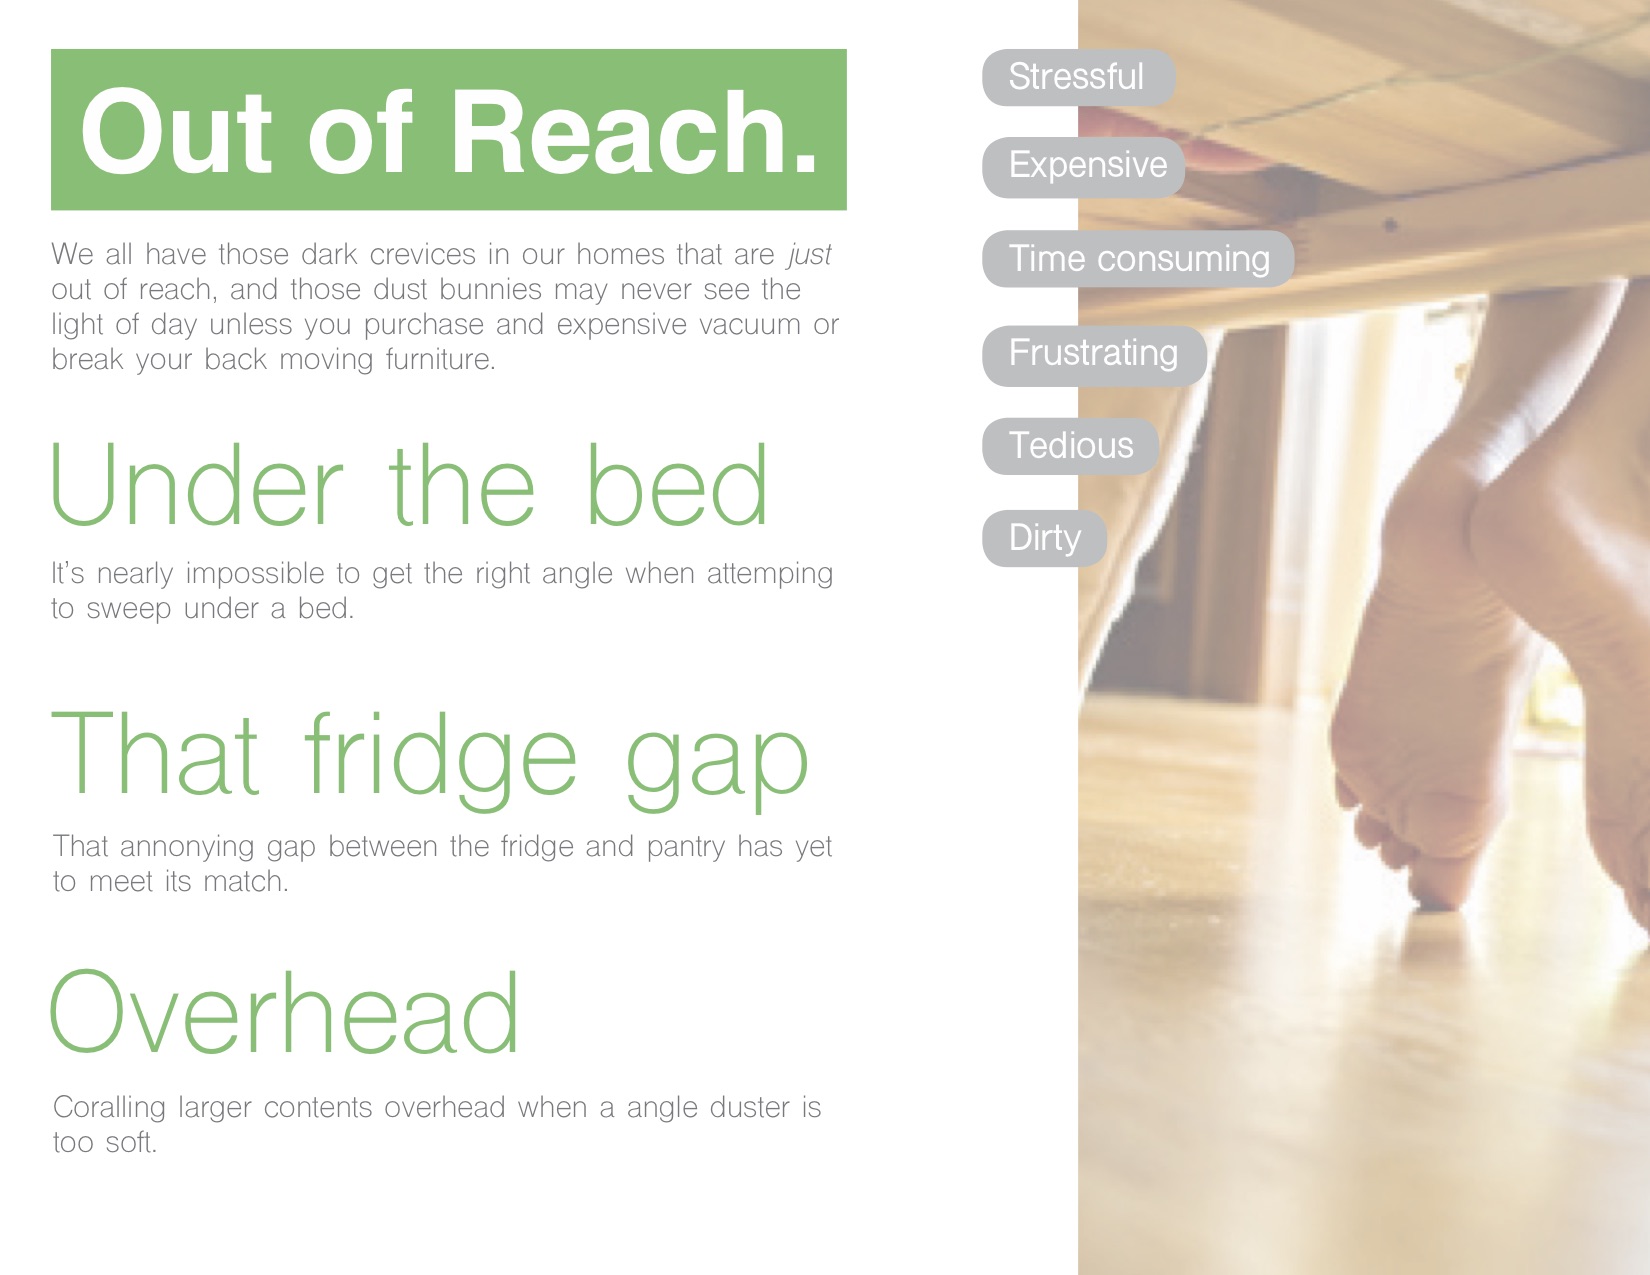 Out of Reach.
We all have those dark crevices in our homes that are just
out of reach, and those dust bunnies may never see the
light of day unless you purchase and expensive vacuum or
break your back moving furniture.
Under the bed
It’s nearly impossible to get the right angle when attemping
to sweep under a bed.
That fridge gap
That annonying gap between the fridge and pantry has yet
to meet its match.
Overhead
Coralling larger contents overhead when a angle duster is
too soft.
Stressful
Expensive
Time consuming
Frustrating
Tedious
Dirty